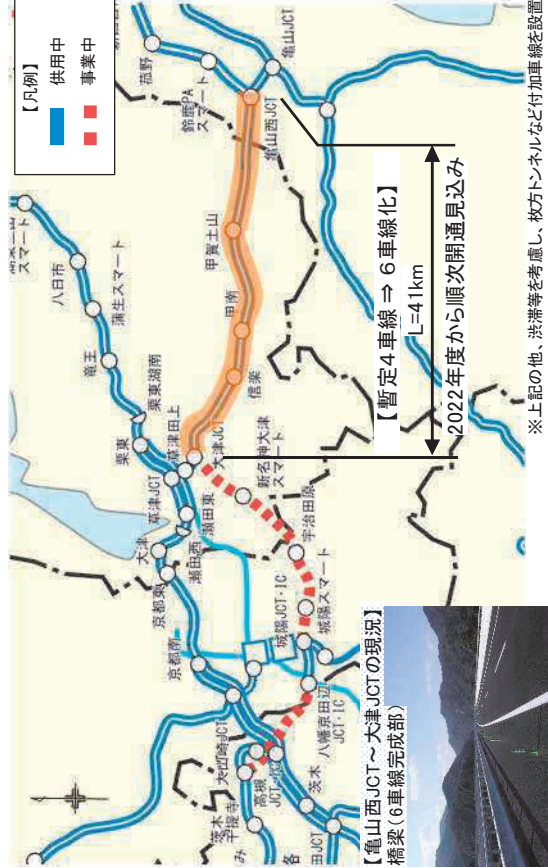 【凡例】
供用中
事業中
菰野
鈴鹿PA
スマート
亀山JCT
亀山西JCT
甲賀土山
甲南
信楽
スマート
八日市
蒲生スマート
竜王
栗東湖南
栗東
草津田上
草津JCT
大津JCT
瀬田東
瀬田西
大津
京都東
京都南
新名神大津
スマート
宇治田原
城陽スマート
城陽JCT・IC
八幡京田辺
JCT・IC
大山崎JCT
高槻
茨木
【暫定4車線 ⇒ 6車線化】
L=41km
2022年度から順次開通見込み
【亀山西JCT～大津JCTの現況】
橋梁(6車線完成部)
※上記の他、渋滞等を考慮し、枚方トンネルなど付加車線を設置